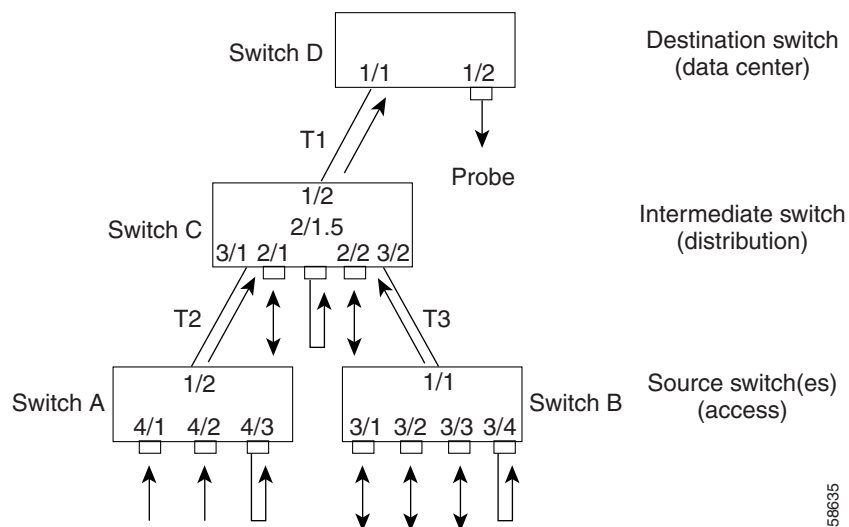 Switch D
1/1 1/2
Destination switch
(data center)
T1
Probe
1/2
Switch C
2/1.5
3/1 2/1 2/2 3/2
Intermediate switch
(distribution)
T2
T3
Switch A
1/2
4/1 4/2 4/3
1/1
Switch B
3/1 3/2 3/3 3/4
Source switch(es)
(access)
58635